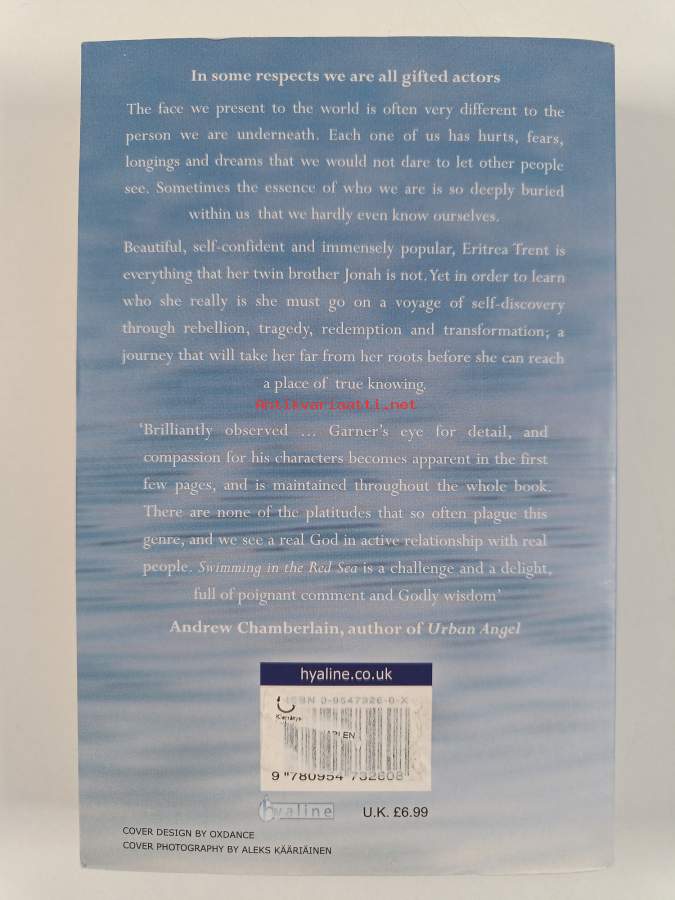 In some respects we are all gifted actors
The face we present to the world is often very different to the
person we are underneath. Each one of us has hurts, fears,
longings and dreams that we would not dare to let other people
see. Sometimes the essence of who we are is so deeply buried
within us that we hardly even know ourselves.
Beautiful, self-confident and immensely popular, Eritrea Trent is
everything that her twin brother Jonah is not. Yet in order to learn
who she really is she must go on a voyage of self-discovery
through rebellion, tragedy, redemption and transformation; a
journey that will take her far from her roots before she can reach
a place of true knowing.
Antikvariaatti.net
‘Brilliantly observed ... Garner’s eye for detail, and
compassion for his characters becomes apparent in the first
few pages, and is maintained throughout the whole book.
There are none of the platitudes that so often plague this
genre, and we see a real God in active relationship with real
people. Swimming in the Red Sea is a challenge and a delight,
full of poignant comment and Godly wisdom’
Andrew Chamberlain, author of Urban Angel
hyaline.co.uk
ISBN 0-9547326-0-X
9 780954 732608
hyaline
U.K. £6.99
COVER DESIGN BY OXDANCE
COVER PHOTOGRAPHY BY ALEKS KÄÄRIÄINEN